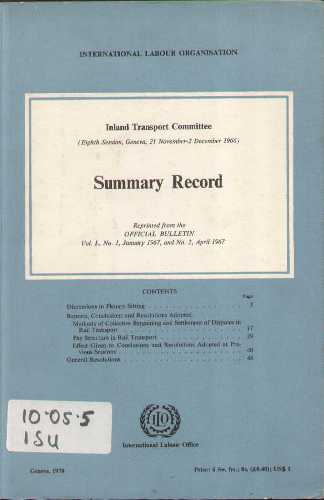 INTERNATIONAL LABOUR ORGANISATION
Inland Transport Committee
(Eighth Session, Geneva, 21 November-2 December 1966)
Summary Record
Reprinted from the
OFFICIAL BULLETIN
Vol. L, No. 1, January 1967, and No. 2, April 1967
CONTENTS
Page
Discussions in Plenary Sitting
Reports, Conclusions and Resolutions Adopted:
Methods of Collective Bargaining and Settlement of Disputes in
Rail Transport 17
Pay Structure in Rail Transport 29
Effect Given to Conclusions and Resolutions Adopted at Pre-
vious Sessions 40
General Resolutions 44
10·05·5
ISU
ILO
International Labour Office
Geneva, 1970
Price: 4 Sw. frs.; 8s. (£0.40); US$ 1